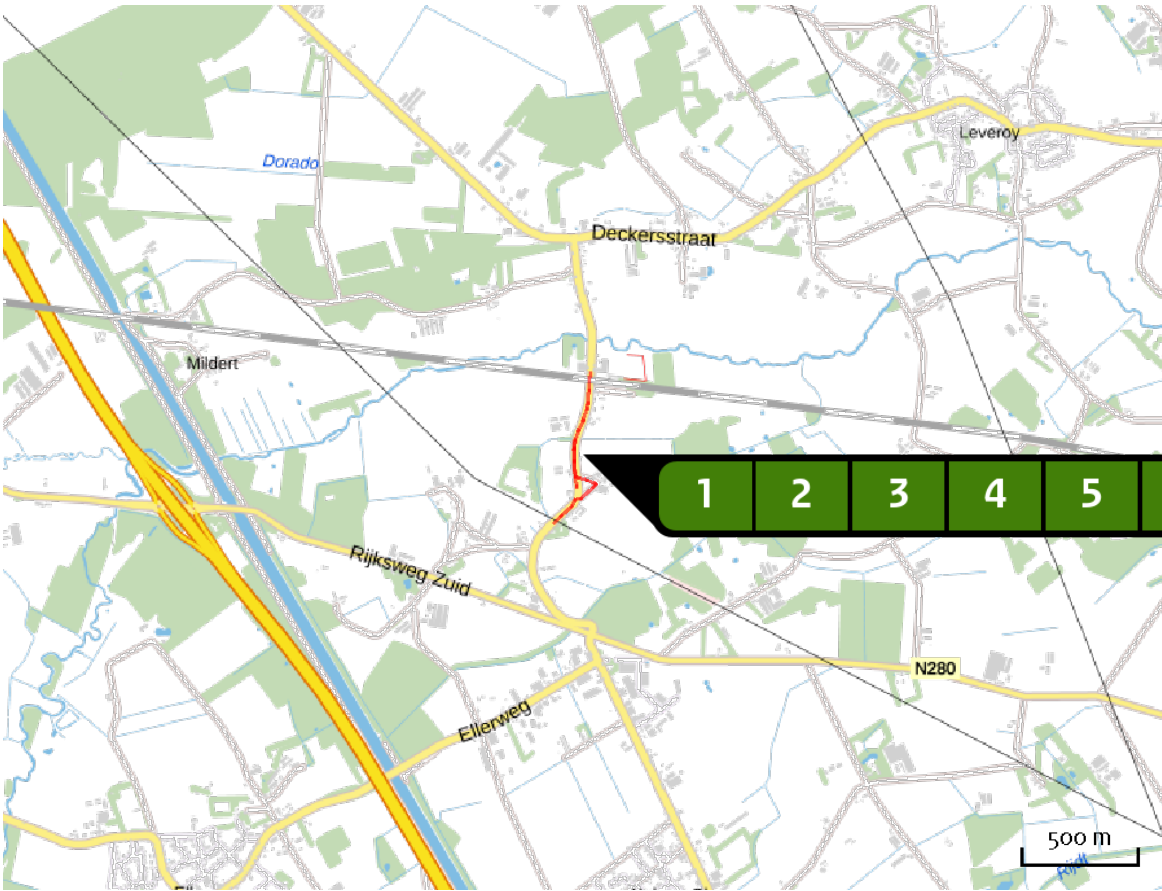 Leveroy
Dorado
Deckersstraat
Mildert
1 2 3 4 5
Rijksweg Zuid
N280
Ellerweg
500 m